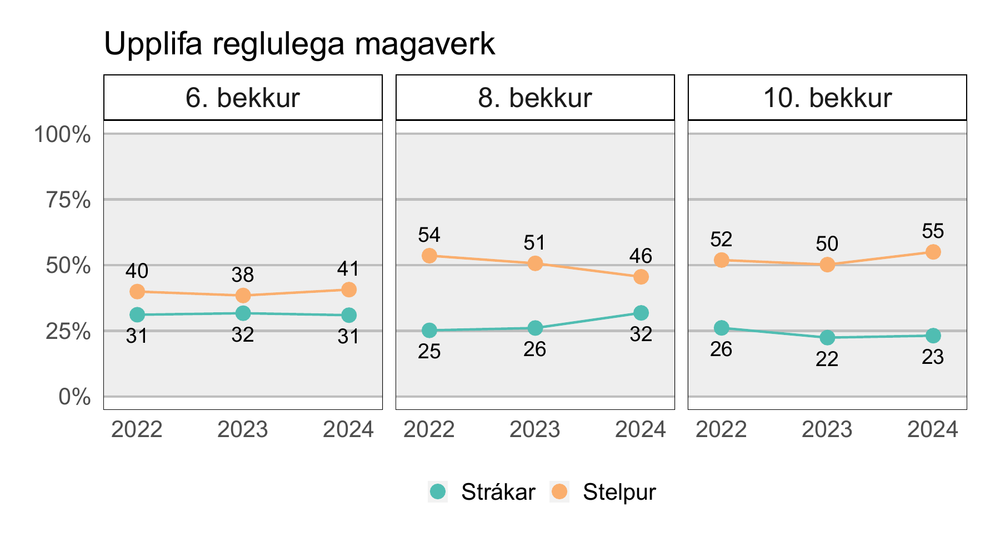 Upplifa reglulega magaverk
6. bekkur 8. bekkur 10. bekkur
100%
75%
50%
25%
0%
40 38 41
31 32 31
54 51 46
25 26 32
52 50 55
26 22 23
2022 2023 2024 2022 2023 2024 2022 2023 2024
Strákar Stelpur